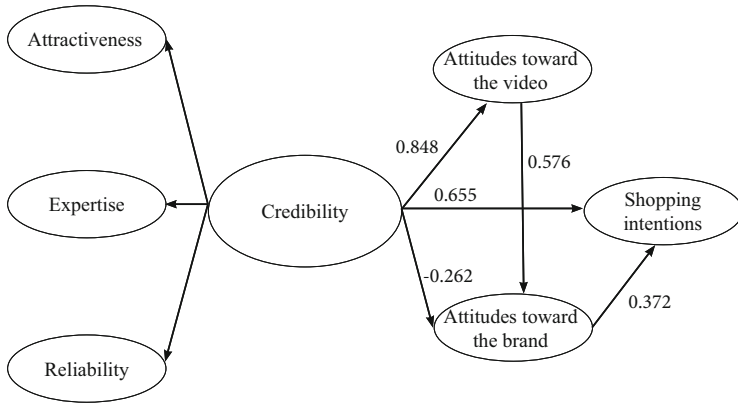 Attractiveness
Attitudes toward
the video
0.848
0.576
Expertise
Credibility
0.655
Shopping
intentions
-0.262
0.372
Attitudes toward
the brand
Reliability